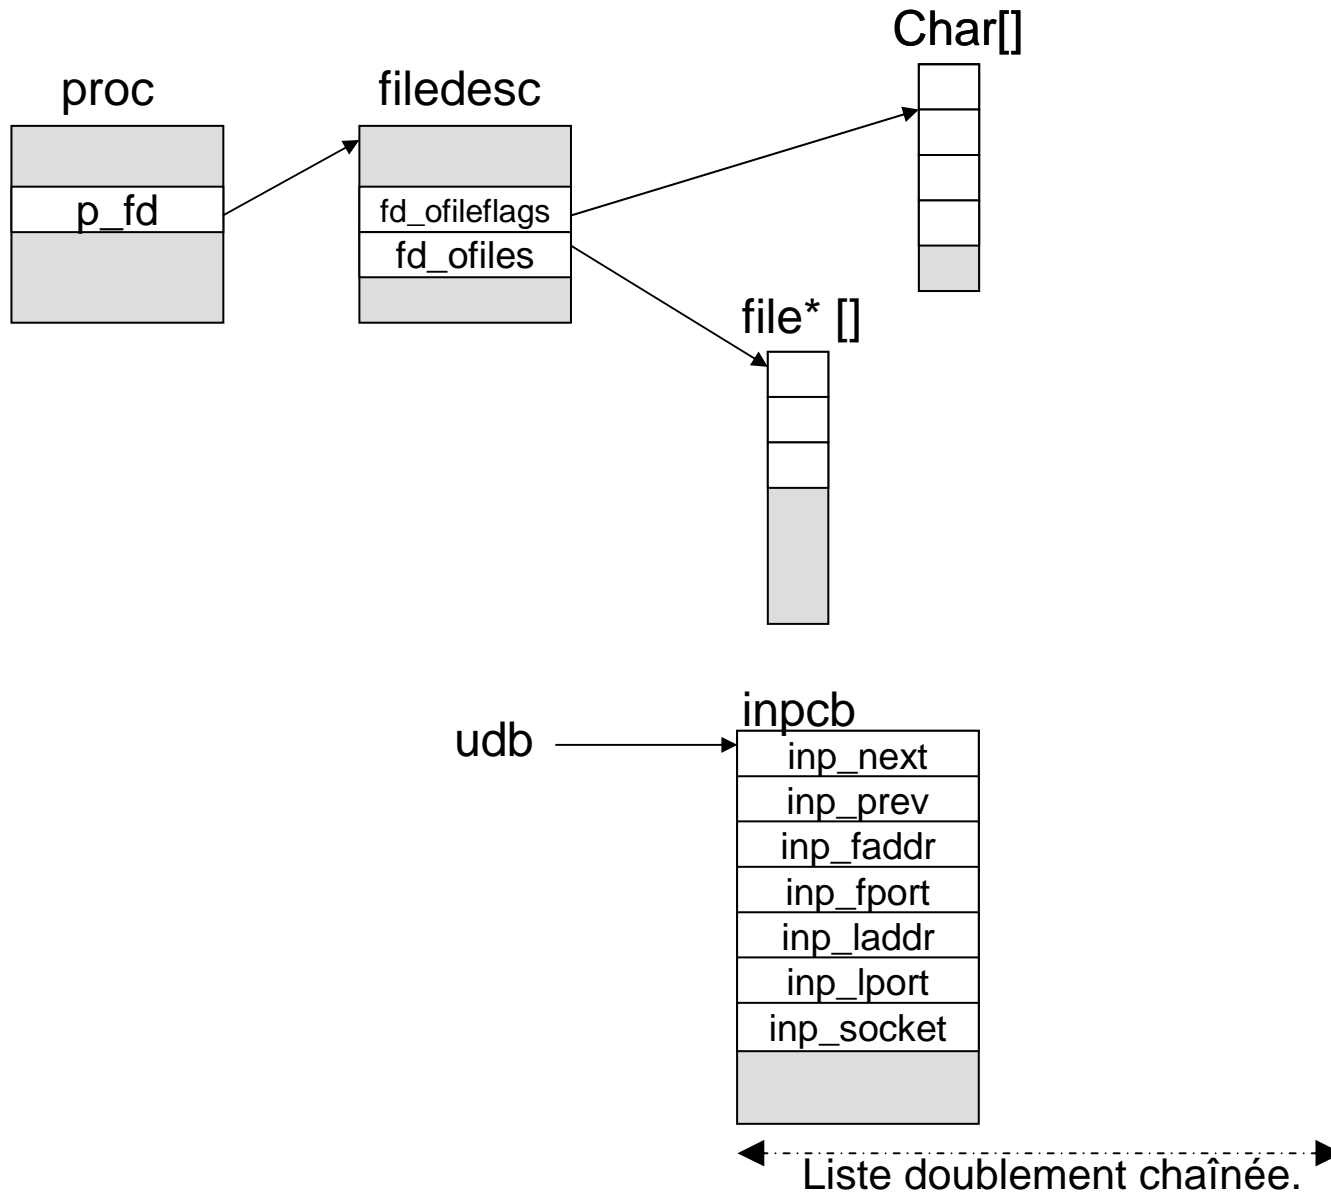 Char[]
proc
filedesc
p_fd
fd_ofileflags
fd_ofiles
file* []
inpcb
udb
inp_next
inp_prev
inp_faddr
inp_fport
inp_laddr
inp_lport
inp_socket
Liste doublement chaînée.